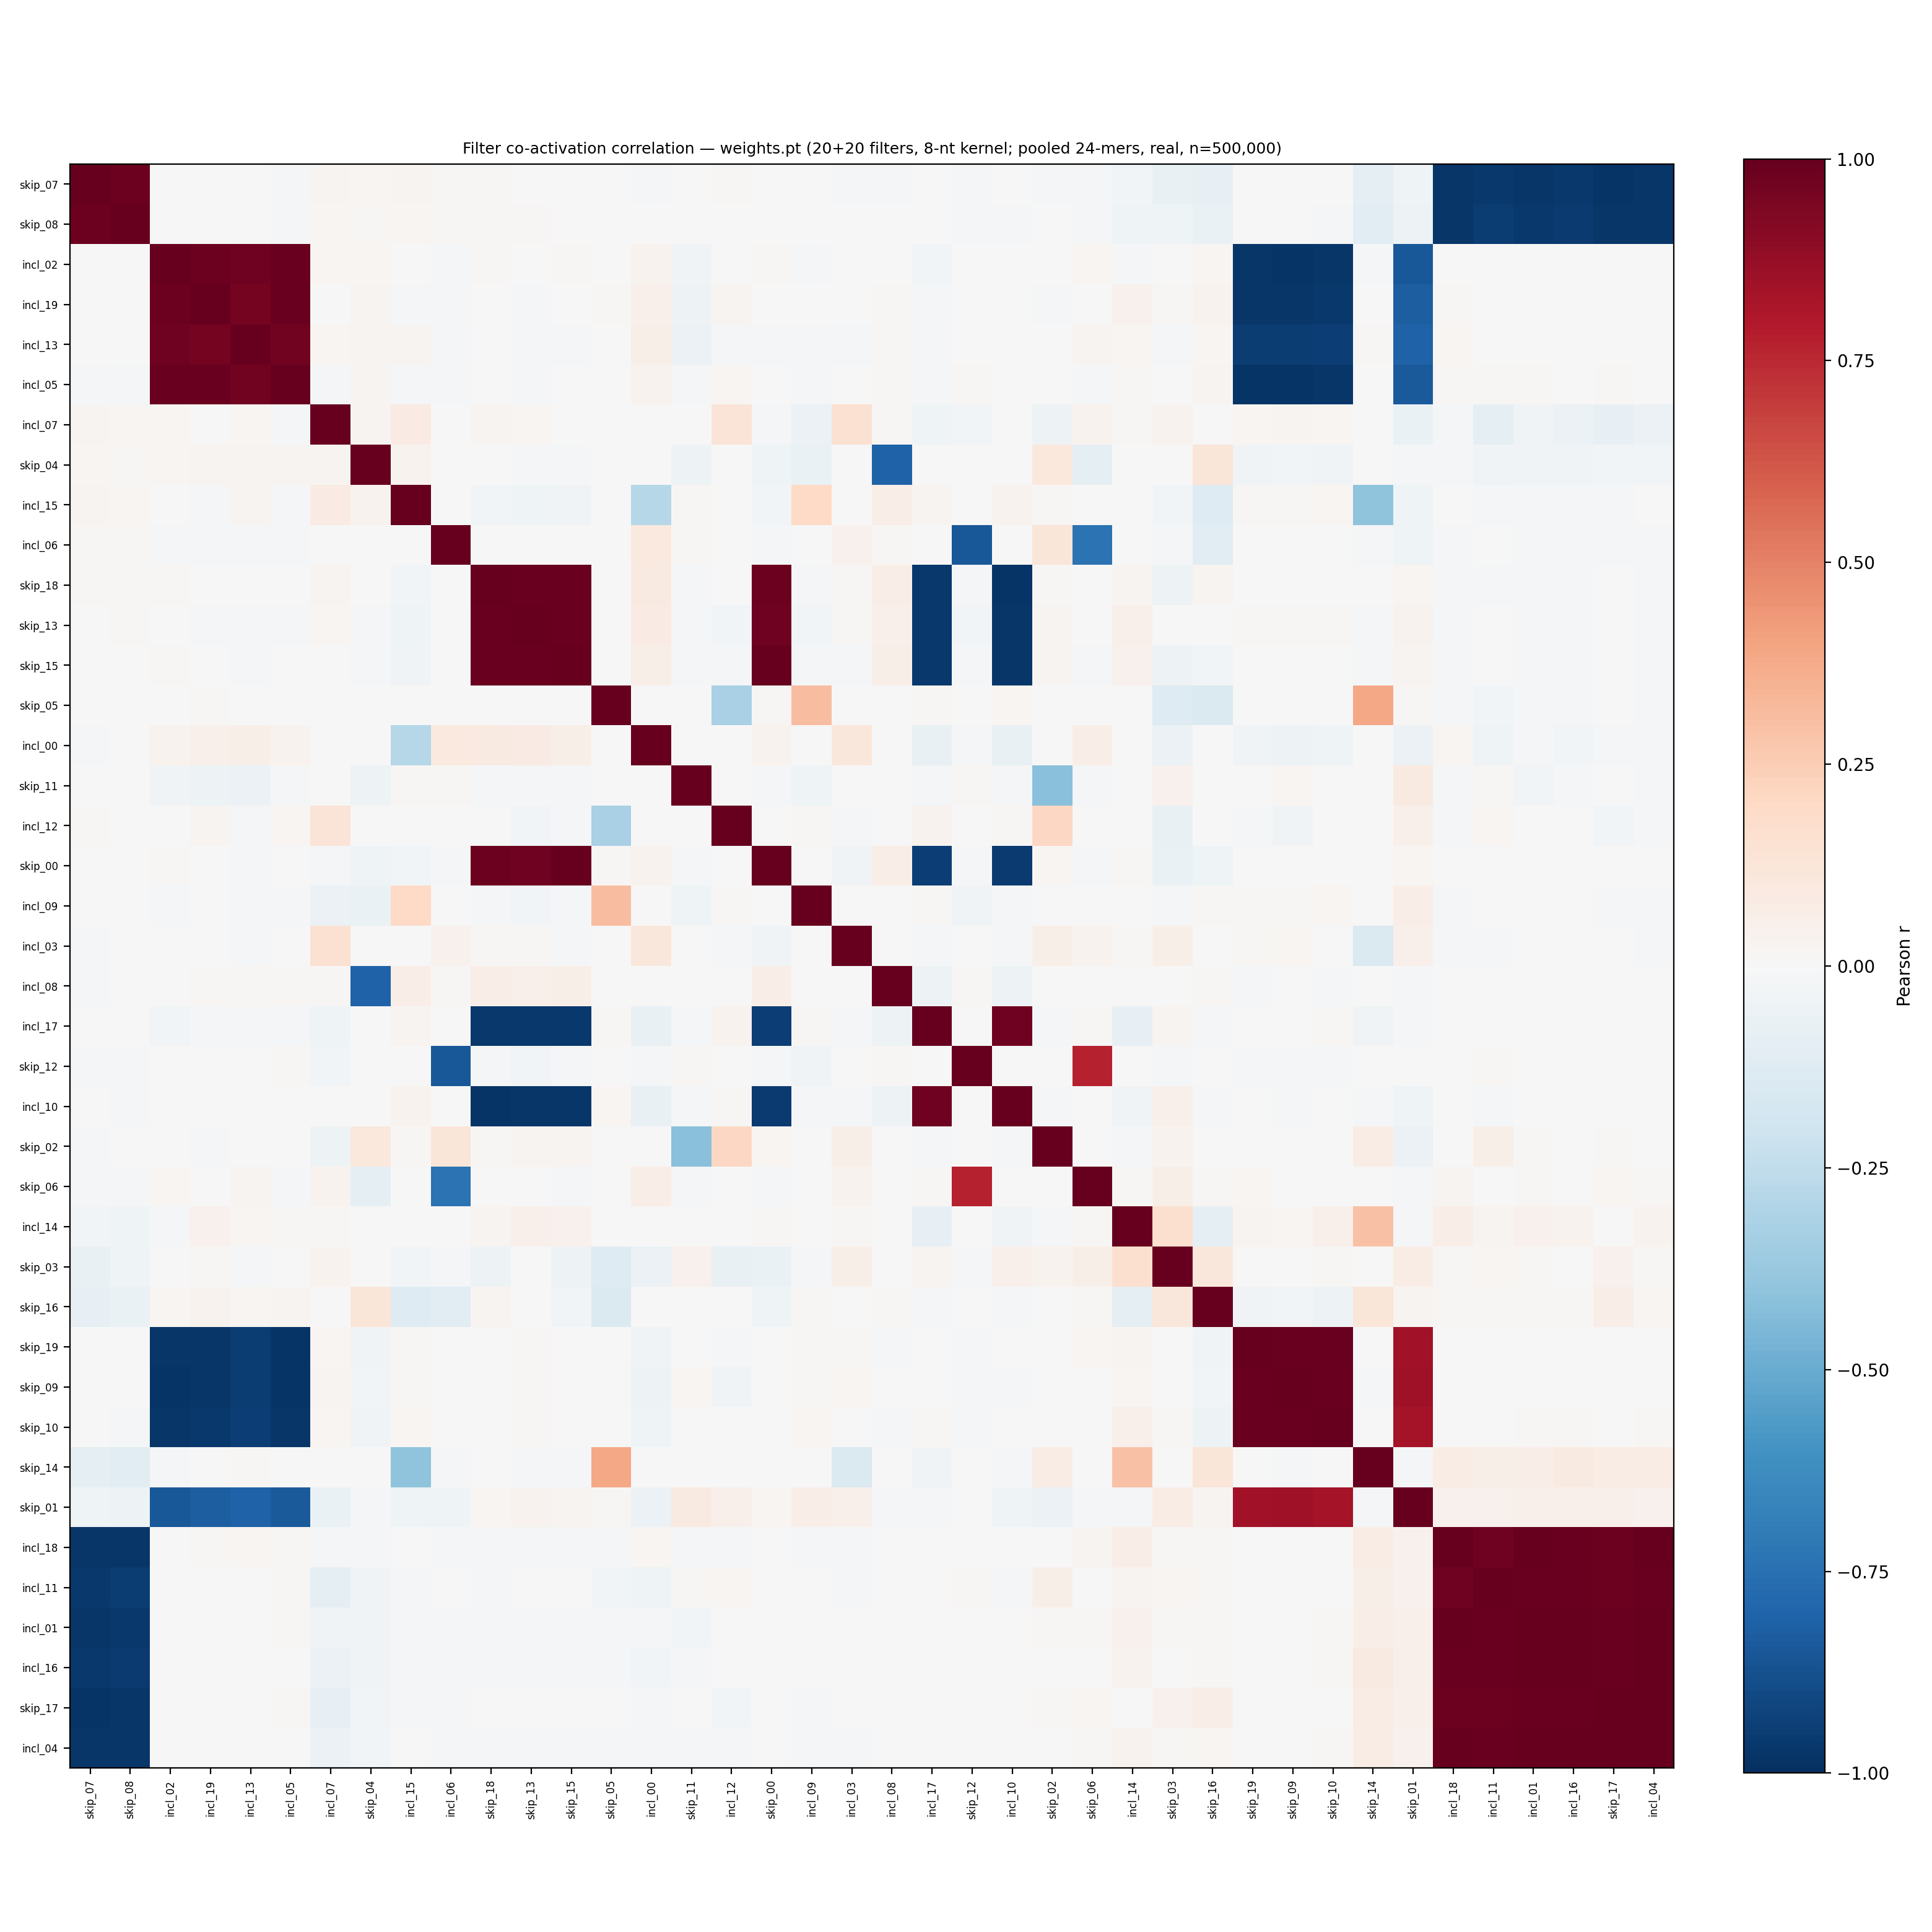 Filter co-activation correlation — weights.pt (20+20 filters, 8-nt kernel; pooled 24-mers, real, n=500,000)
skip_07
skip_08
incl_02
incl_19
incl_13
incl_05
incl_07
skip_04
incl_15
incl_06
skip_18
skip_13
skip_15
skip_05
incl_00
skip_11
incl_12
skip_00
incl_09
incl_03
incl_08
incl_17
skip_12
incl_10
skip_02
skip_06
incl_14
skip_03
skip_16
skip_19
skip_09
skip_10
skip_14
skip_01
incl_18
incl_11
incl_01
incl_16
skip_17
incl_04
skip_07
skip_08
incl_02
incl_19
incl_13
incl_05
incl_07
skip_04
incl_15
incl_06
skip_18
skip_13
skip_15
skip_05
incl_00
skip_11
incl_12
skip_00
incl_09
incl_03
incl_08
incl_17
skip_12
incl_10
skip_02
skip_06
incl_14
skip_03
skip_16
skip_19
skip_09
skip_10
skip_14
skip_01
incl_18
incl_11
incl_01
incl_16
skip_17
incl_04
1.00
0.75
0.50
0.25
0.00
−0.25
−0.50
−0.75
−1.00
Pearson r